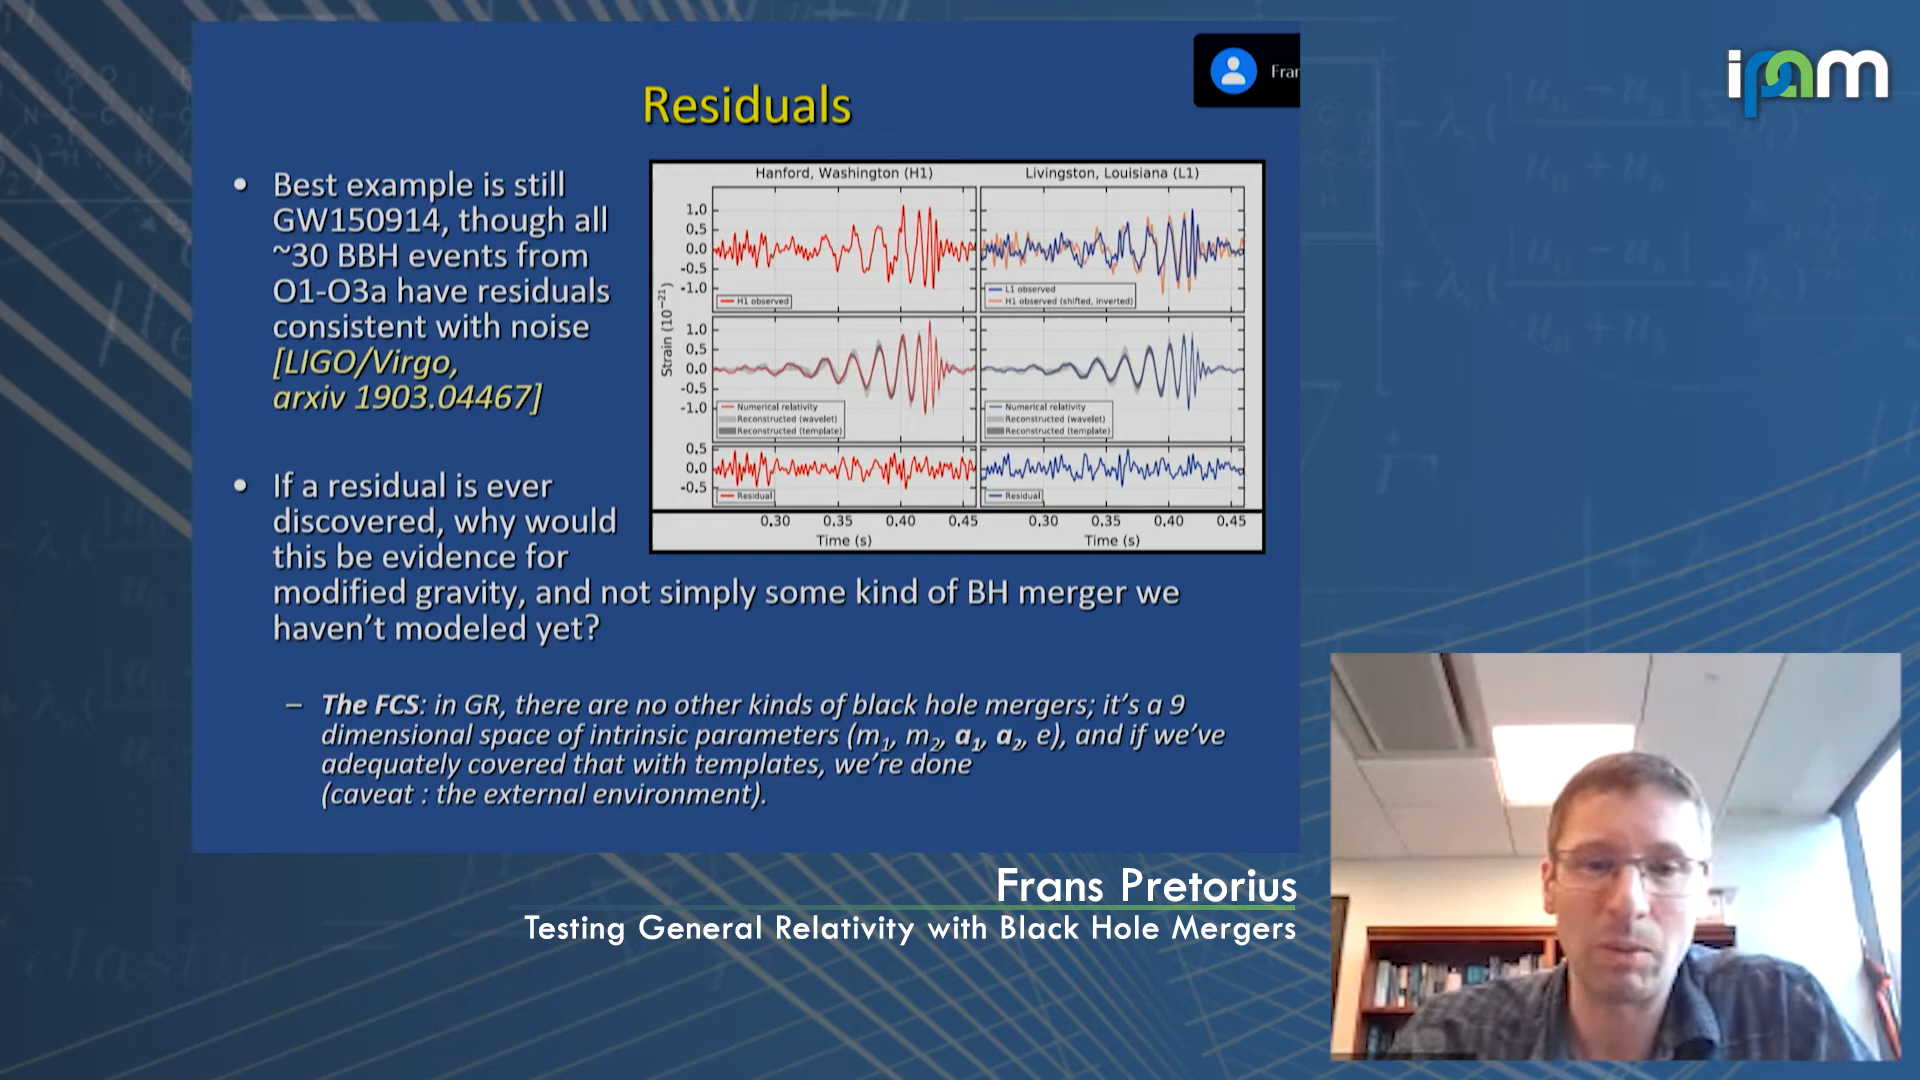 ipam
Fran
Residuals
• Best example is still
GW150914, though all
~30 BBH events from
O1-O3a have residuals
consistent with noise
[LIGO/Virgo,
arxiv 1903.04467]
Hanford, Washington (H1)
Livingston, Louisiana (L1)
Strain (10⁻²¹)
1.0
0.5
0.0
-0.5
-1.0
H1 observed
L1 observed
H1 observed (shifted, inverted)
1.0
0.5
0.0
-0.5
-1.0
Numerical relativity
Reconstructed (wavelet)
Reconstructed (template)
Numerical relativity
Reconstructed (wavelet)
Reconstructed (template)
0.5
0.0
-0.5
Residual
Residual
0.30 0.35 0.40 0.45
0.30 0.35 0.40 0.45
Time (s)
Time (s)
• If a residual is ever
discovered, why would
this be evidence for
modified gravity, and not simply some kind of BH merger we
haven't modeled yet?
– The FCS: in GR, there are no other kinds of black hole mergers; it's a 9
dimensional space of intrinsic parameters (m₁, m₂, a₁, a₂, e), and if we've
adequately covered that with templates, we're done
(caveat : the external environment).
Frans Pretorius
Testing General Relativity with Black Hole Mergers